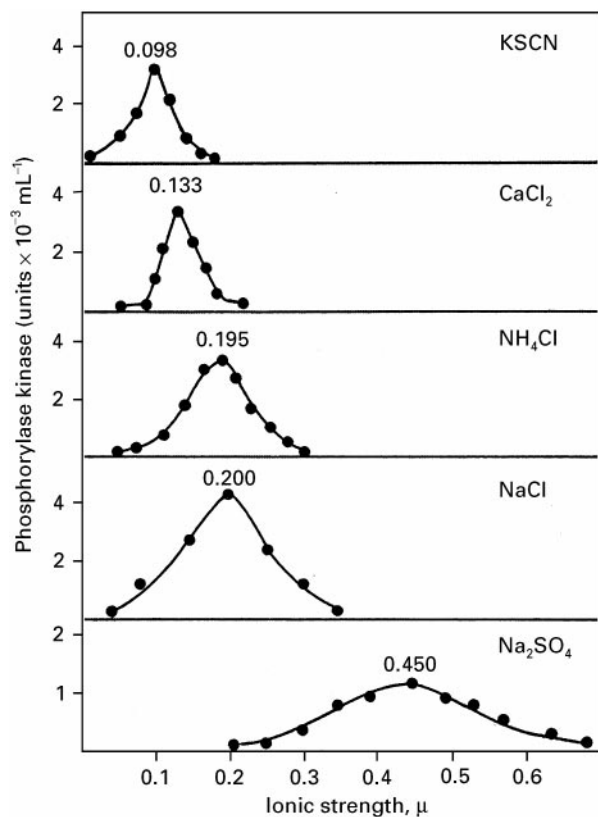 KSCN
4
0.098
2
CaCl₂
0.133
4
2
NH₄Cl
0.195
4
2
NaCl
0.200
4
2
Na₂SO₄
2
0.450
1
0.1 0.2 0.3 0.4 0.5 0.6
Ionic strength, μ
Phosphorylase kinase (units × 10⁻³ mL⁻¹)